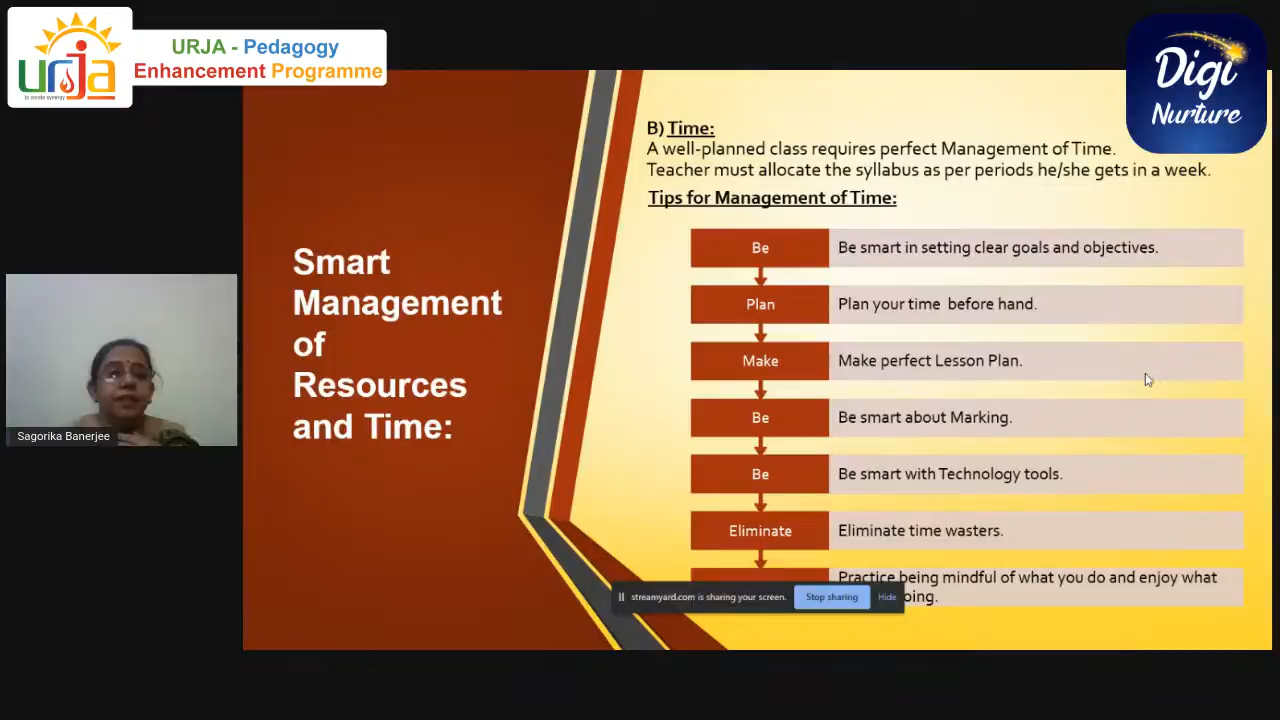 urja
to create synergy
URJA - Pedagogy
Enhancement Programme
Digi
Nurture
Smart
Management
of
Resources
and Time:
B) Time:
A well-planned class requires perfect Management of Time.
Teacher must allocate the syllabus as per periods he/she gets in a week.
Tips for Management of Time:
Be
Be smart in setting clear goals and objectives.
Plan
Plan your time before hand.
Make
Make perfect Lesson Plan.
Be
Be smart about Marking.
Be
Be smart with Technology tools.
Eliminate
Eliminate time wasters.
Practice being mindful of what you do and enjoy what
streamyard.com is sharing your screen. Stop sharing Hide
Sagorika Banerjee